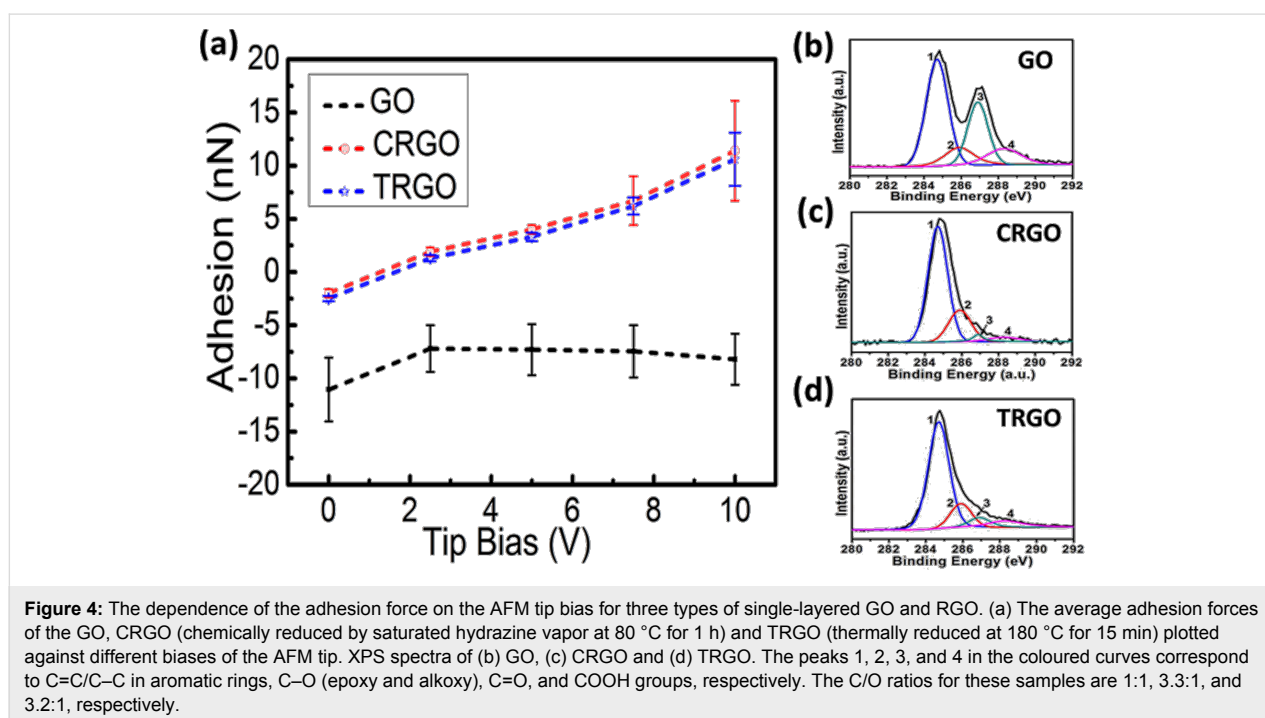 (a)
20
15
10
5
0
-5
-10
-15
-20
Adhesion (nN)
GO
CRGO
TRGO
0 2 4 6 8 10
Tip Bias (V)
(b)
GO
1
2
3
4
Intensity (a.u.)
280 282 284 286 288 290 292
Binding Energy (eV)
(c)
CRGO
1
2
3
4
Intensity (a.u.)
280 282 284 286 288 290 292
Binding Energy (a.u.)
(d)
TRGO
1
2
3
4
Intensity (a.u.)
280 282 284 286 288 290 292
Binding Energy (eV)
Figure 4: The dependence of the adhesion force on the AFM tip bias for three types of single-layered GO and RGO. (a) The average adhesion forces
of the GO, CRGO (chemically reduced by saturated hydrazine vapor at 80 °C for 1 h) and TRGO (thermally reduced at 180 °C for 15 min) plotted
against different biases of the AFM tip. XPS spectra of (b) GO, (c) CRGO and (d) TRGO. The peaks 1, 2, 3, and 4 in the coloured curves correspond
to C=C/C–C in aromatic rings, C–O (epoxy and alkoxy), C=O, and COOH groups, respectively. The C/O ratios for these samples are 1:1, 3.3:1, and
3.2:1, respectively.